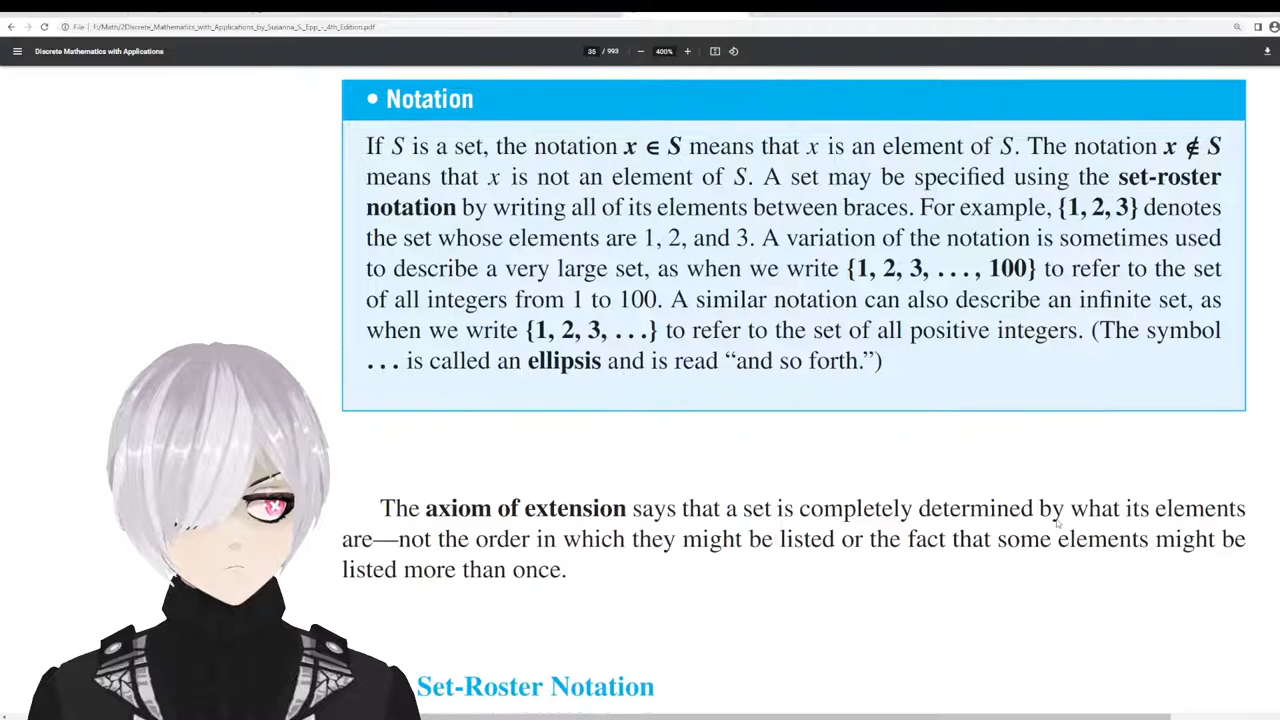 File | F:/Math/2Discrete_Mathematics_with_Applications_by_Susanna_S._Epp_-_4th_Edition.pdf
Discrete Mathematics with Applications 35 / 993 — 400% +
• Notation
If S is a set, the notation x ∈ S means that x is an element of S. The notation x ∉ S
means that x is not an element of S. A set may be specified using the set-roster
notation by writing all of its elements between braces. For example, {1, 2, 3} denotes
the set whose elements are 1, 2, and 3. A variation of the notation is sometimes used
to describe a very large set, as when we write {1, 2, 3, . . . , 100} to refer to the set
of all integers from 1 to 100. A similar notation can also describe an infinite set, as
when we write {1, 2, 3, . . .} to refer to the set of all positive integers. (The symbol
. . . is called an ellipsis and is read “and so forth.”)
The axiom of extension says that a set is completely determined by what its elements
are—not the order in which they might be listed or the fact that some elements might be
listed more than once.
Set-Roster Notation